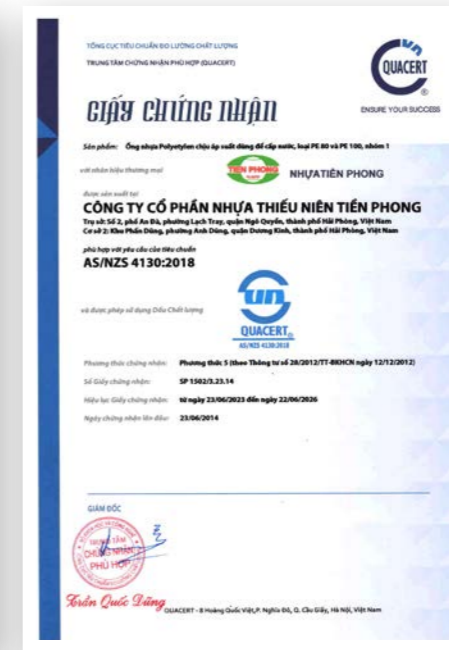 TỔNG CỤC TIÊU CHUẨN ĐO LƯỜNG CHẤT LƯỢNG
TRUNG TÂM CHỨNG NHẬN PHÙ HỢP (QUACERT)
QUACERT
ENSURE YOUR SUCCESS
GIẤY CHỨNG NHẬN
Sản phẩm: Ống nhựa Polyetylen chịu áp suất dùng để cấp nước, loại PE 80 và PE 100, nhóm 1
với nhãn hiệu thương mại
TIỀN PHONG
NHỰA TIỀN PHONG
được sản xuất tại
CÔNG TY CỔ PHẦN NHỰA THIẾU NIÊN TIỀN PHONG
Trụ sở: Số 2, phố An Đà, phường Lạch Tray, quận Ngô Quyền, thành phố Hải Phòng, Việt Nam
Cơ sở 2: Khu Phấn Dũng, phường Anh Dũng, quận Dương Kinh, thành phố Hải Phòng, Việt Nam
phù hợp với yêu cầu của tiêu chuẩn
AS/NZS 4130:2018
và được phép sử dụng Dấu Chất lượng
QUACERT
AS/NZS 4130:2018
Phương thức chứng nhận: Phương thức 5 (theo Thông tư số 28/2012/TT-BKHCN ngày 12/12/2012)
Số Giấy chứng nhận: SP 1502/3.23.14
Hiệu lực Giấy chứng nhận: từ ngày 23/06/2023 đến ngày 22/06/2026
Ngày chứng nhận lần đầu: 23/06/2014
GIÁM ĐỐC
TRUNG TÂM
CHỨNG NHẬN
PHÙ HỢP
Trần Quốc Dũng
QUACERT - 8 Hoàng Quốc Việt, P. Nghĩa Đô, Q. Cầu Giấy, Hà Nội, Việt Nam